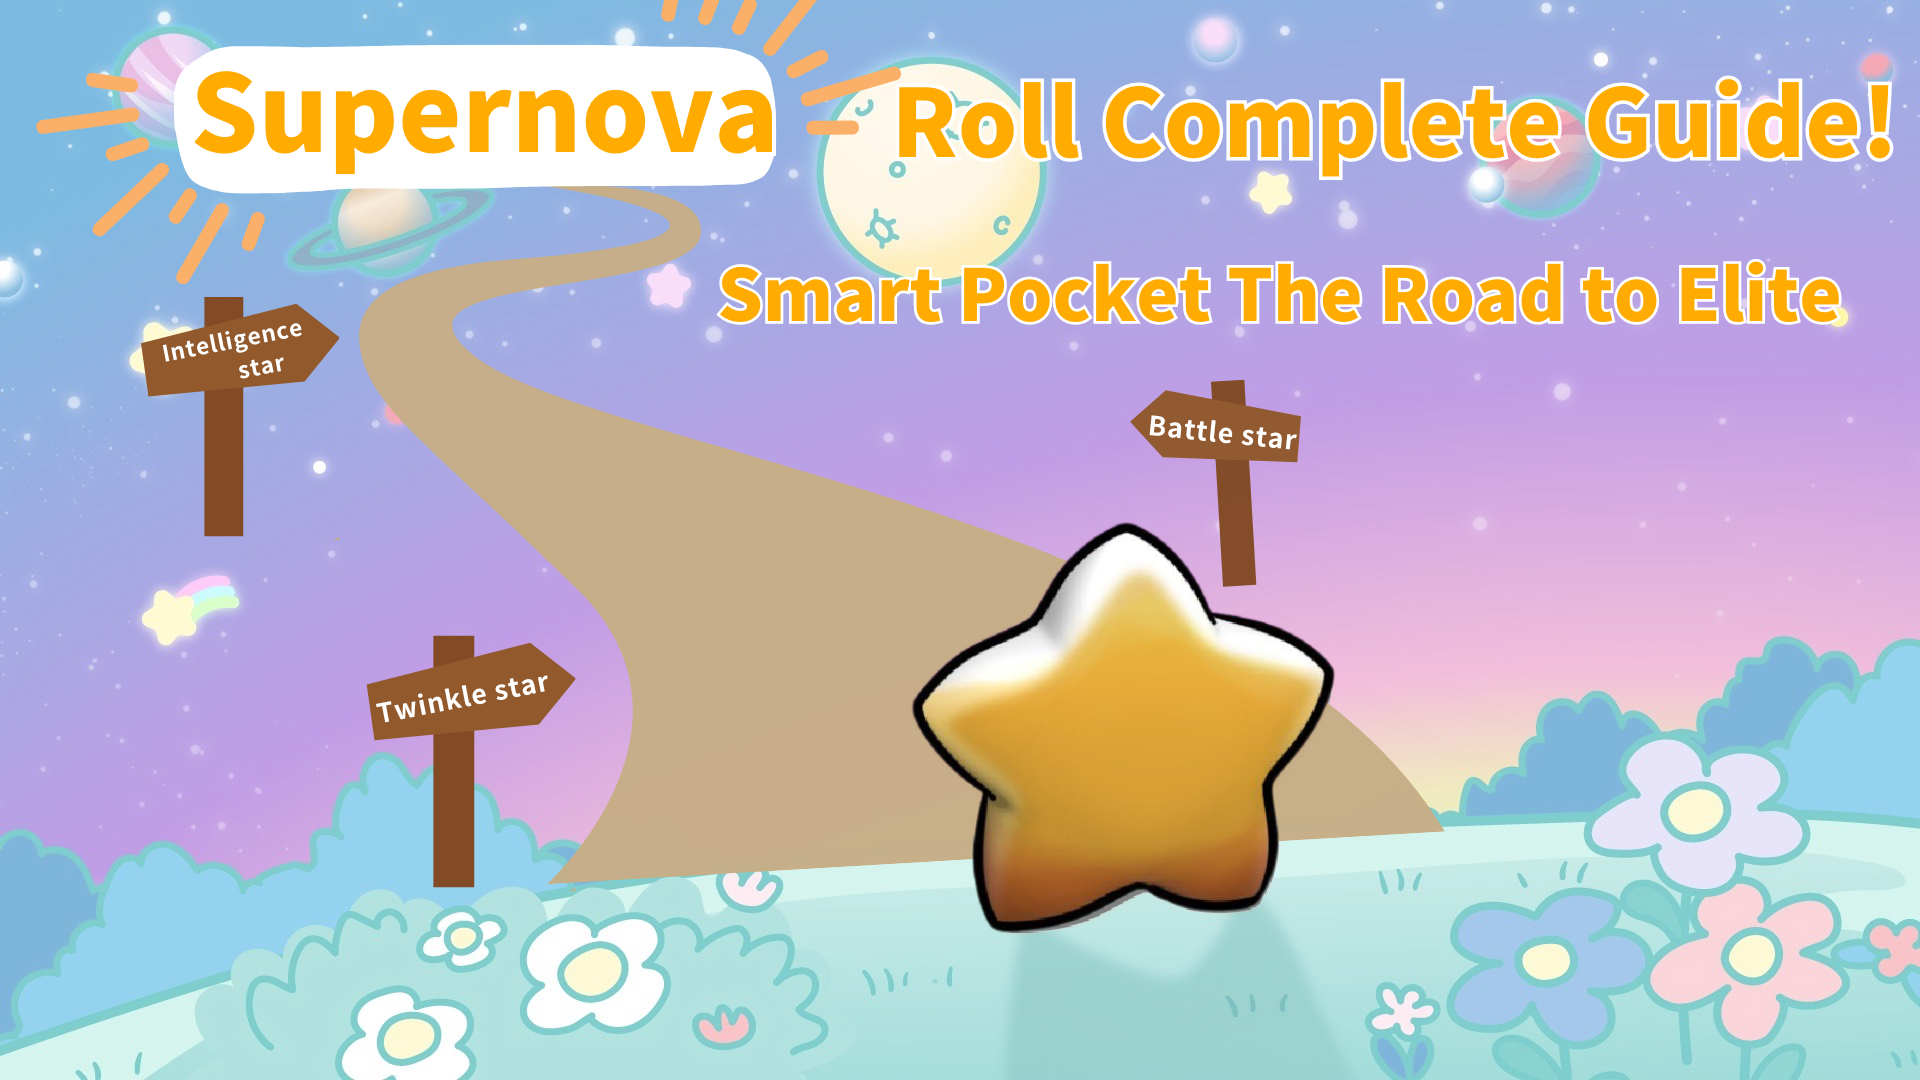 Supernova Roll Complete Guide!
Smart Pocket The Road to Elite
Intelligence
star
Battle star
Twinkle star